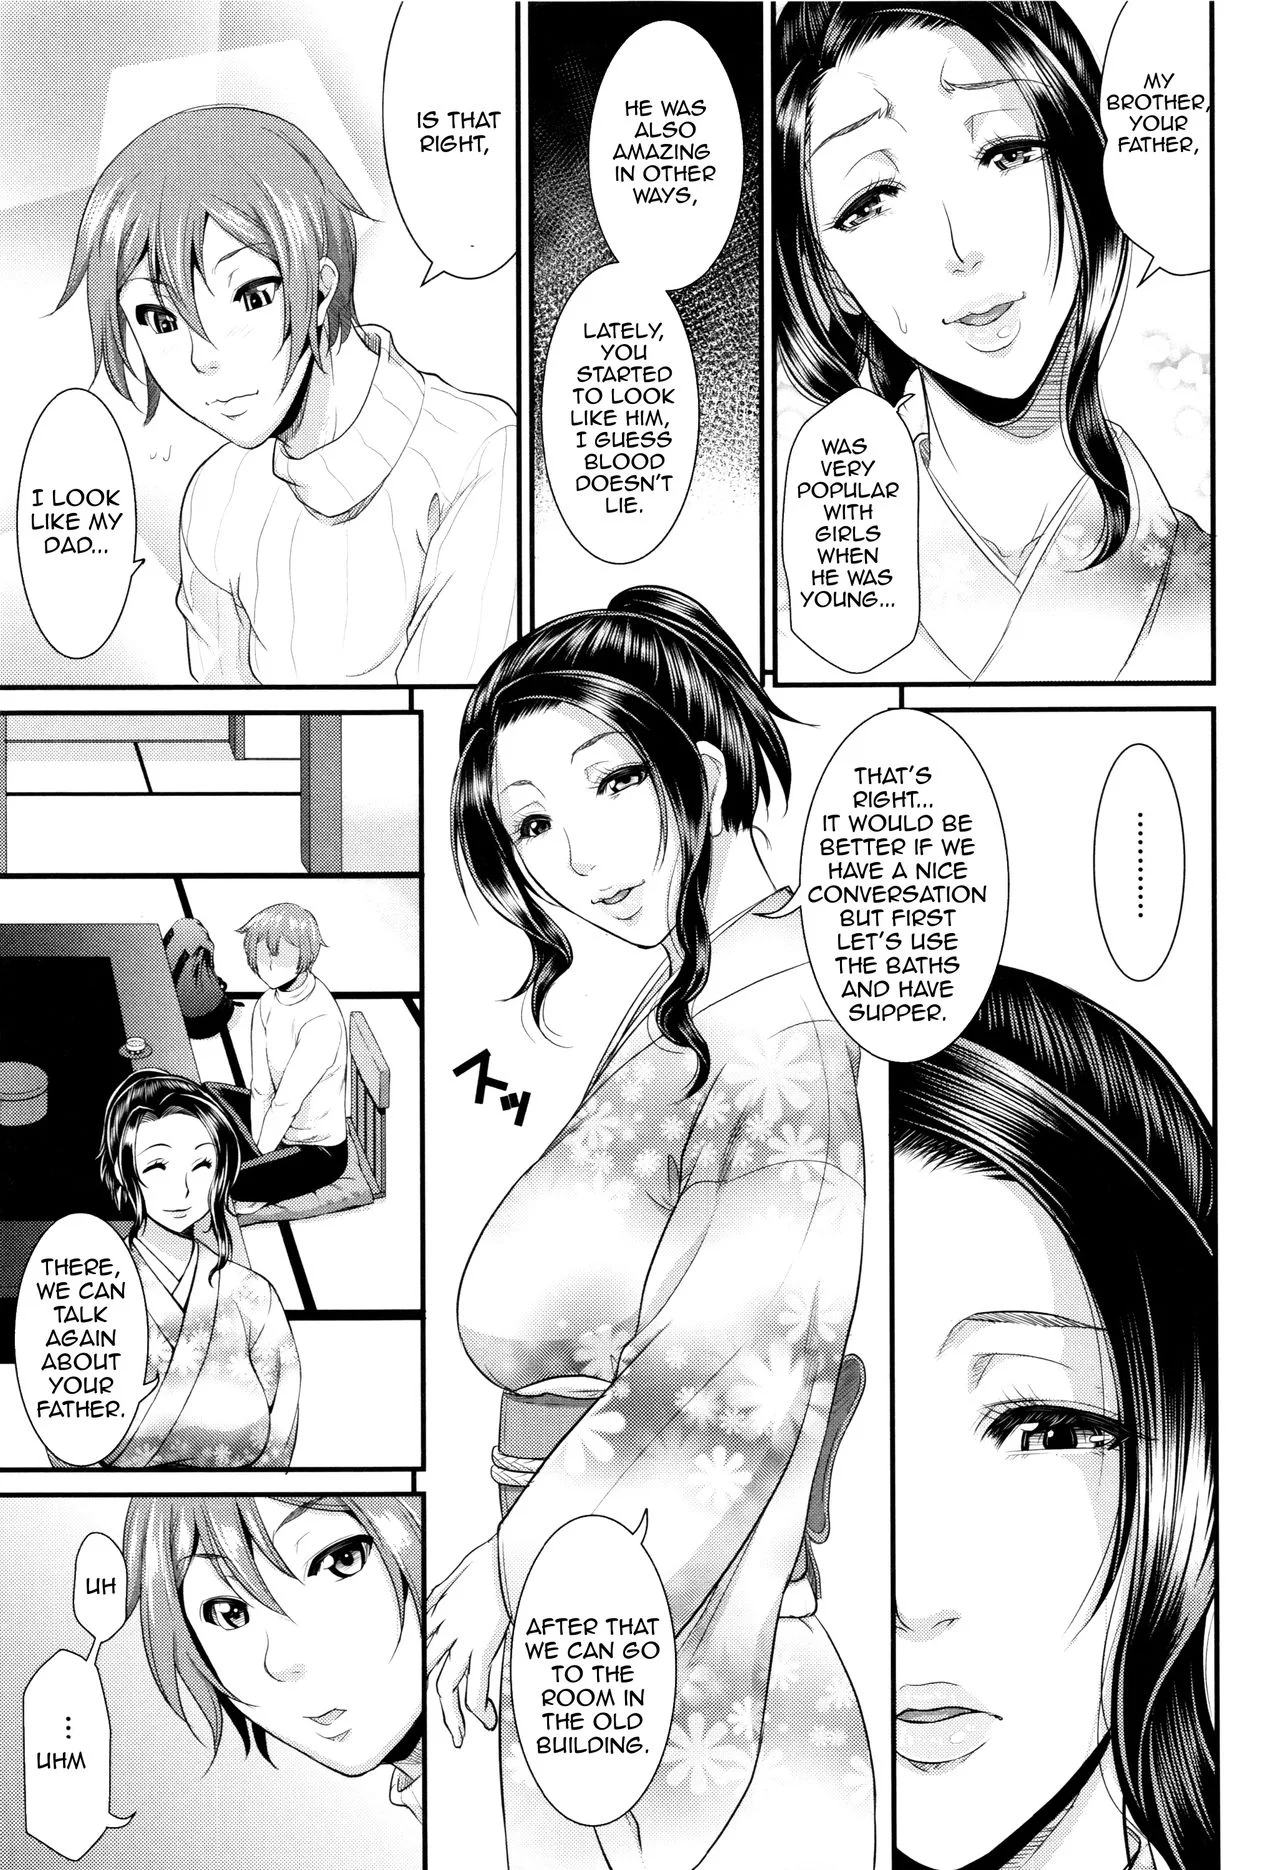 MY
BROTHER,
YOUR
FATHER,
WAS
VERY
POPULAR
WITH
GIRLS
WHEN
HE WAS
YOUNG...
HE WAS
ALSO
AMAZING
IN OTHER
WAYS,
LATELY,
YOU
STARTED
TO LOOK
LIKE HIM,
I GUESS
BLOOD
DOESN'T
LIE.
IS THAT
RIGHT,
I LOOK
LIKE MY
DAD...
...........
THAT'S
RIGHT...
IT WOULD BE
BETTER IF WE
HAVE A NICE
CONVERSATION
BUT FIRST
LET'S USE
THE BATHS
AND HAVE
SUPPER.
スッ
AFTER THAT
WE CAN GO
TO THE
ROOM IN
THE OLD
BUILDING.
THERE,
WE CAN
TALK
AGAIN
ABOUT
YOUR
FATHER.
UH
...
UHM